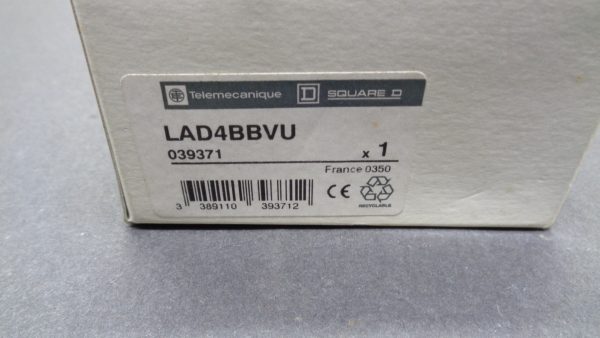 Telemecanique D SQUARE D
LAD4BBVU
039371 x 1
France 0350
3 389110 393712 CE
RECYCLABLE